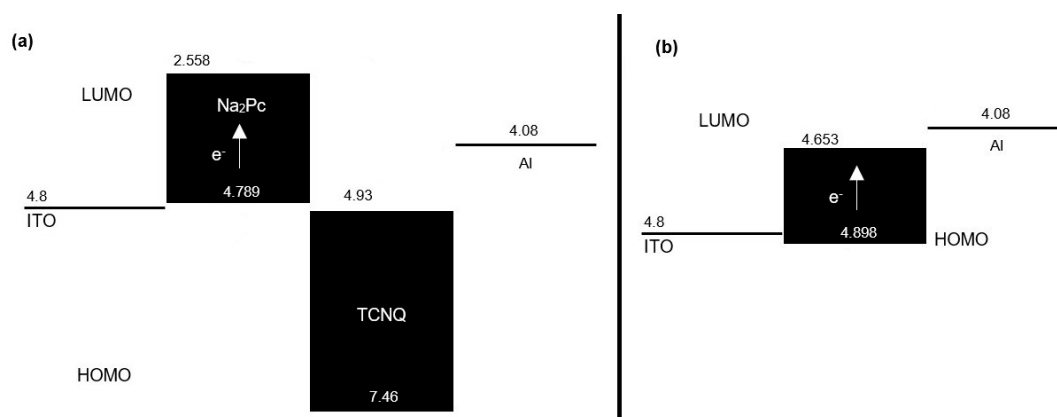 (a)
2.558
LUMO
Na₂Pc
e⁻
4.789
4.8
ITO
4.93
4.08
Al
TCNQ
HOMO
7.46
(b)
LUMO
4.653
4.08
Al
e⁻
4.8
ITO
4.898
HOMO